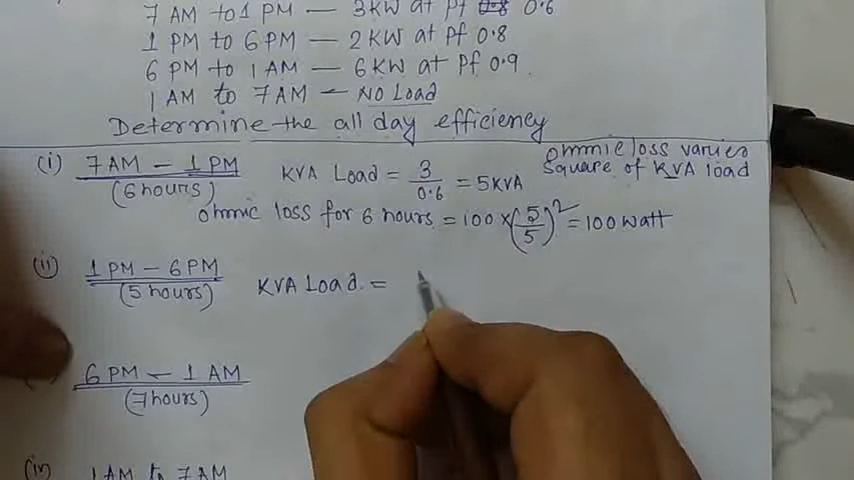 7 AM to 1 PM — 3KW at Pf 0.6
1 PM to 6 PM — 2 KW at Pf 0.8
6 PM to 1 AM — 6 KW at Pf 0.9
1 AM to 7 AM — No Load
Determine the all day efficiency
(i) 7 AM — 1 PM
(6 hours)
KVA Load = 3/0.6 = 5KVA
ohmic loss varies
Square of KVA load
ohmic loss for 6 hours = 100 × (5/5)² = 100 watt
(ii) 1 PM — 6 PM
(5 hours)
KVA Load =
6 PM — 1 AM
(7 hours)
(iv) 1 AM to 7 AM